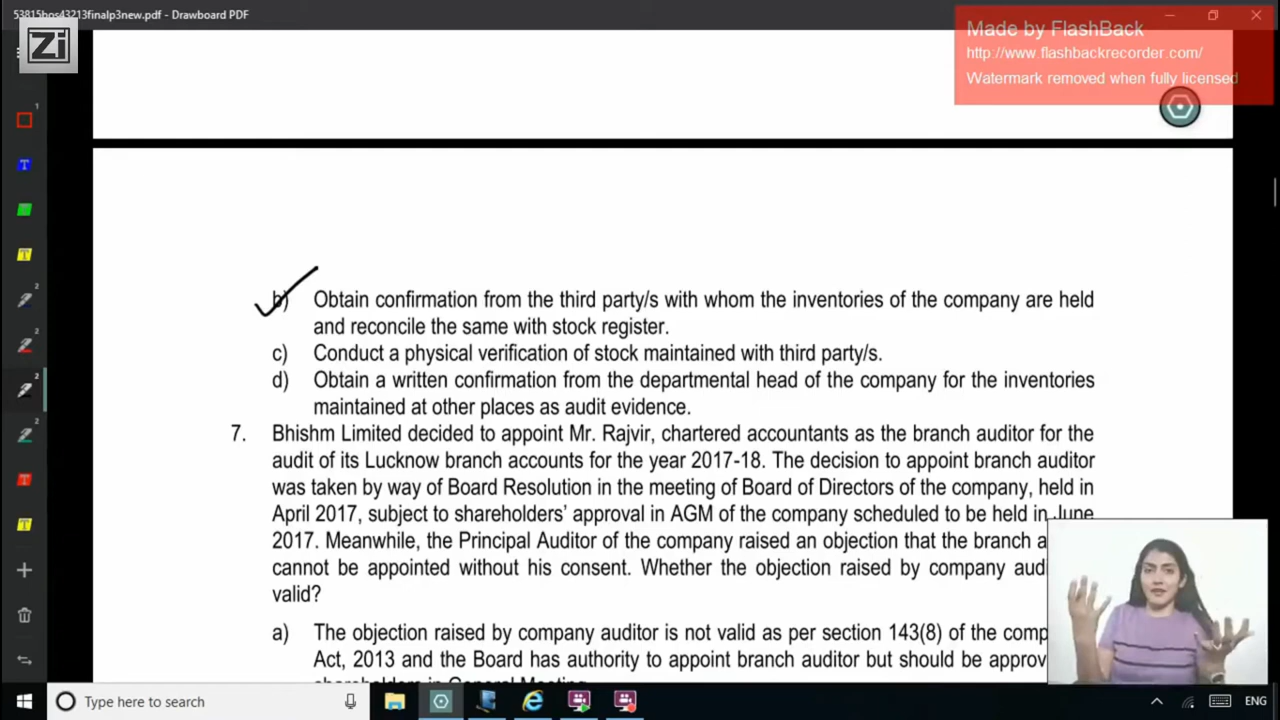 53815bos43213finalp3new.pdf - Drawboard PDF
Zi
Made by FlashBack
http://www.flashbackrecorder.com/
Watermark removed when fully licensed
b) Obtain confirmation from the third party/s with whom the inventories of the company are held
and reconcile the same with stock register.
c) Conduct a physical verification of stock maintained with third party/s.
d) Obtain a written confirmation from the departmental head of the company for the inventories
maintained at other places as audit evidence.
7. Bhishm Limited decided to appoint Mr. Rajvir, chartered accountants as the branch auditor for the
audit of its Lucknow branch accounts for the year 2017-18. The decision to appoint branch auditor
was taken by way of Board Resolution in the meeting of Board of Directors of the company, held in
April 2017, subject to shareholders' approval in AGM of the company scheduled to be held in June
2017. Meanwhile, the Principal Auditor of the company raised an objection that the branch a
cannot be appointed without his consent. Whether the objection raised by company aud
valid?
a) The objection raised by company auditor is not valid as per section 143(8) of the comp
Act, 2013 and the Board has authority to appoint branch auditor but should be approv
shareholders in General Meeting
Type here to search
ENG